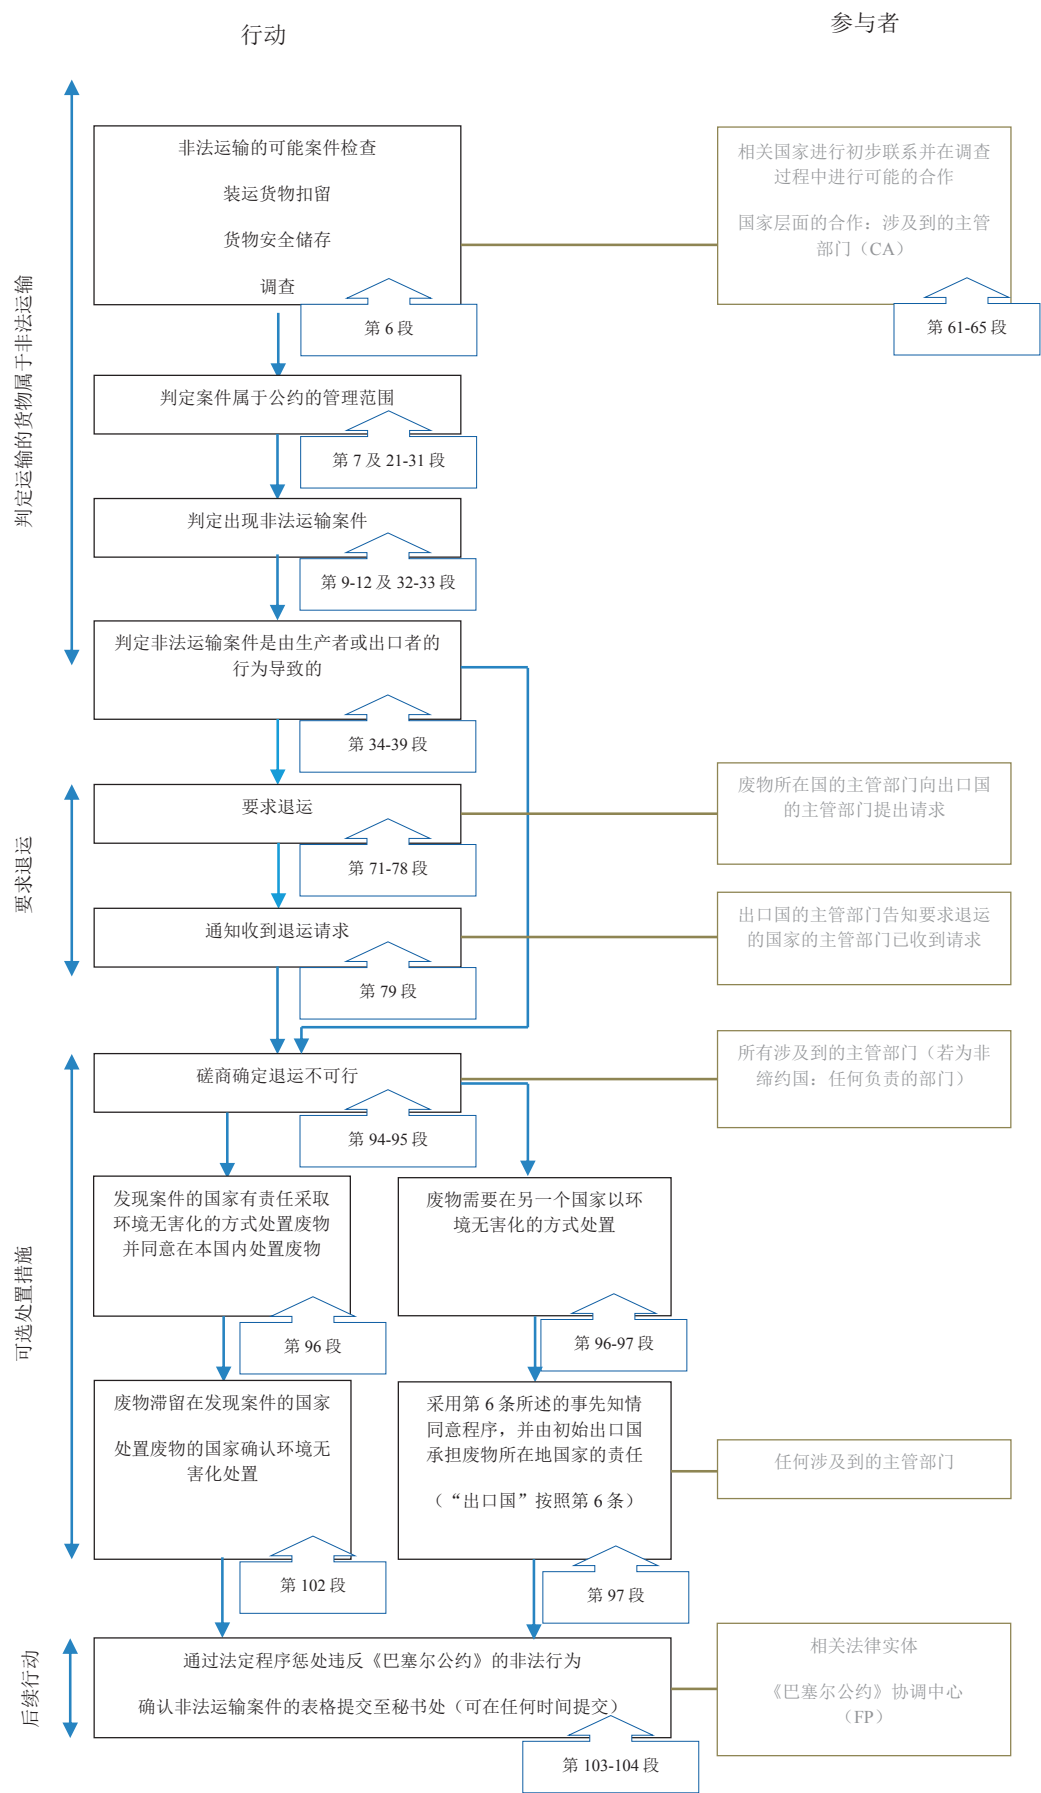 行动
参与者
判定运输的货物属于非法运输
非法运输的可能案件检查
装运货物扣留
货物安全储存
调查
第 6 段
相关国家进行初步联系并在调查
过程中进行可能的合作
国家层面的合作：涉及到的主管
部门（CA）
第 61-65 段
判定案件属于公约的管理范围
第 7 及 21-31 段
判定出现非法运输案件
第 9-12 及 32-33 段
判定非法运输案件是由生产者或出口者的
行为导致的
第 34-39 段
要求退运
要求退运
第 71-78 段
废物所在国的主管部门向出口国
的主管部门提出请求
通知收到退运请求
第 79 段
出口国的主管部门告知要求退运
的国家的主管部门已收到请求
可选处置措施
磋商确定退运不可行
第 94-95 段
所有涉及到的主管部门（若为非
缔约国：任何负责的部门）
发现案件的国家有责任采取
环境无害化的方式处置废物
并同意在本国内处置废物
第 96 段
废物需要在另一个国家以环
境无害化的方式处置
第 96-97 段
废物滞留在发现案件的国家
处置废物的国家确认环境无
害化处置
第 102 段
采用第 6 条所述的事先知情
同意程序，并由初始出口国
承担废物所在地国家的责任
（“出口国”按照第 6 条）
第 97 段
任何涉及到的主管部门
后续行动
通过法定程序惩处违反《巴塞尔公约》的非法行为
确认非法运输案件的表格提交至秘书处（可在任何时间提交）
第 103-104 段
相关法律实体
《巴塞尔公约》协调中心
（FP）